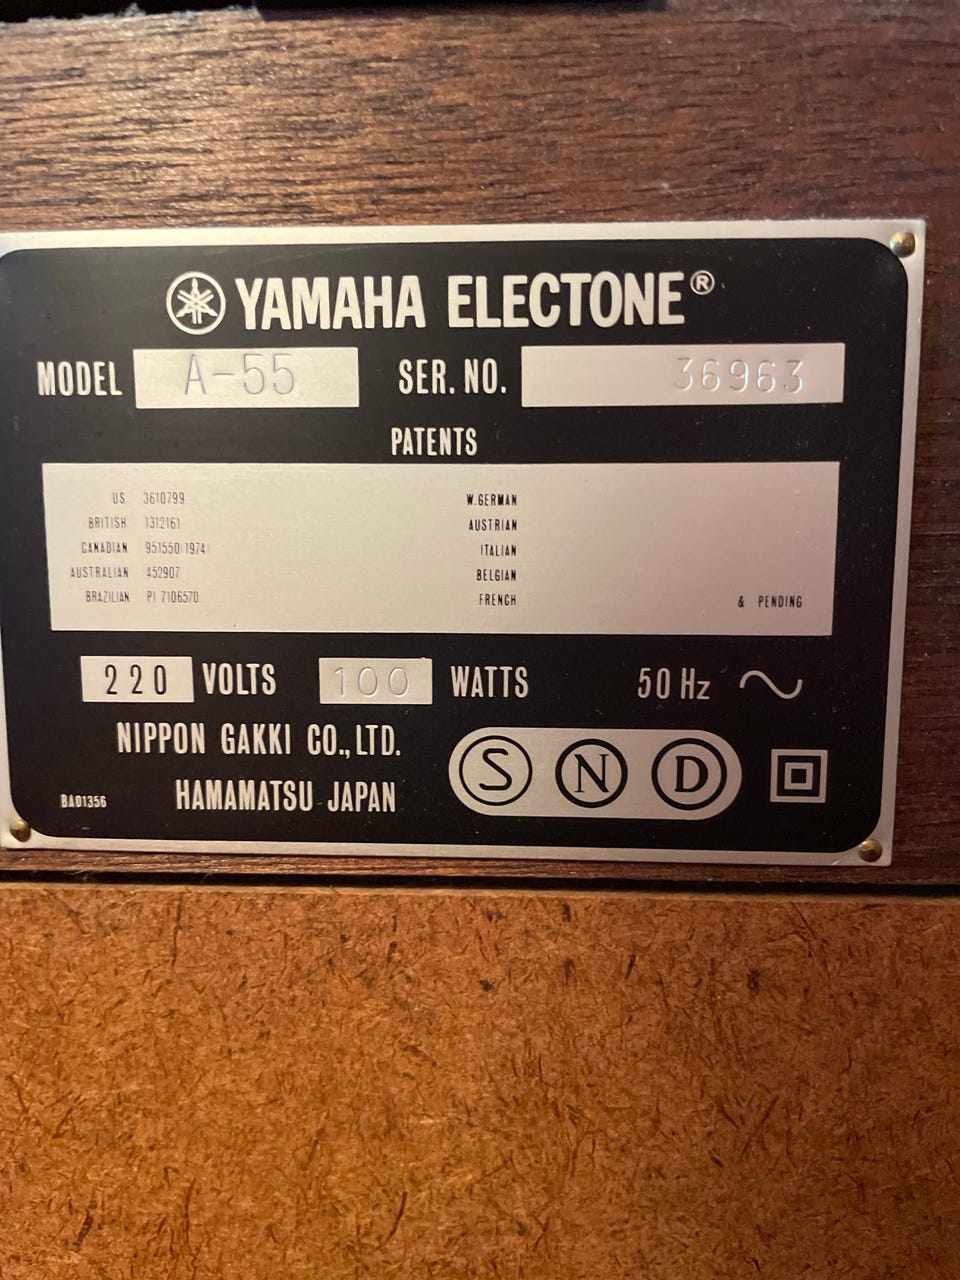 YAMAHA ELECTONE®
MODEL A-55 SER. NO. 36963
PATENTS
US 3610799 W.GERMAN
BRITISH 1312161 AUSTRIAN
CANADIAN 951550 1974 ITALIAN
AUSTRALIAN 452907 BELGIAN
BRAZILIAN PI 7106570 FRENCH & PENDING
220 VOLTS 100 WATTS 50 Hz ~
NIPPON GAKKI CO., LTD.
HAMAMATSU JAPAN
BA01356
S N D